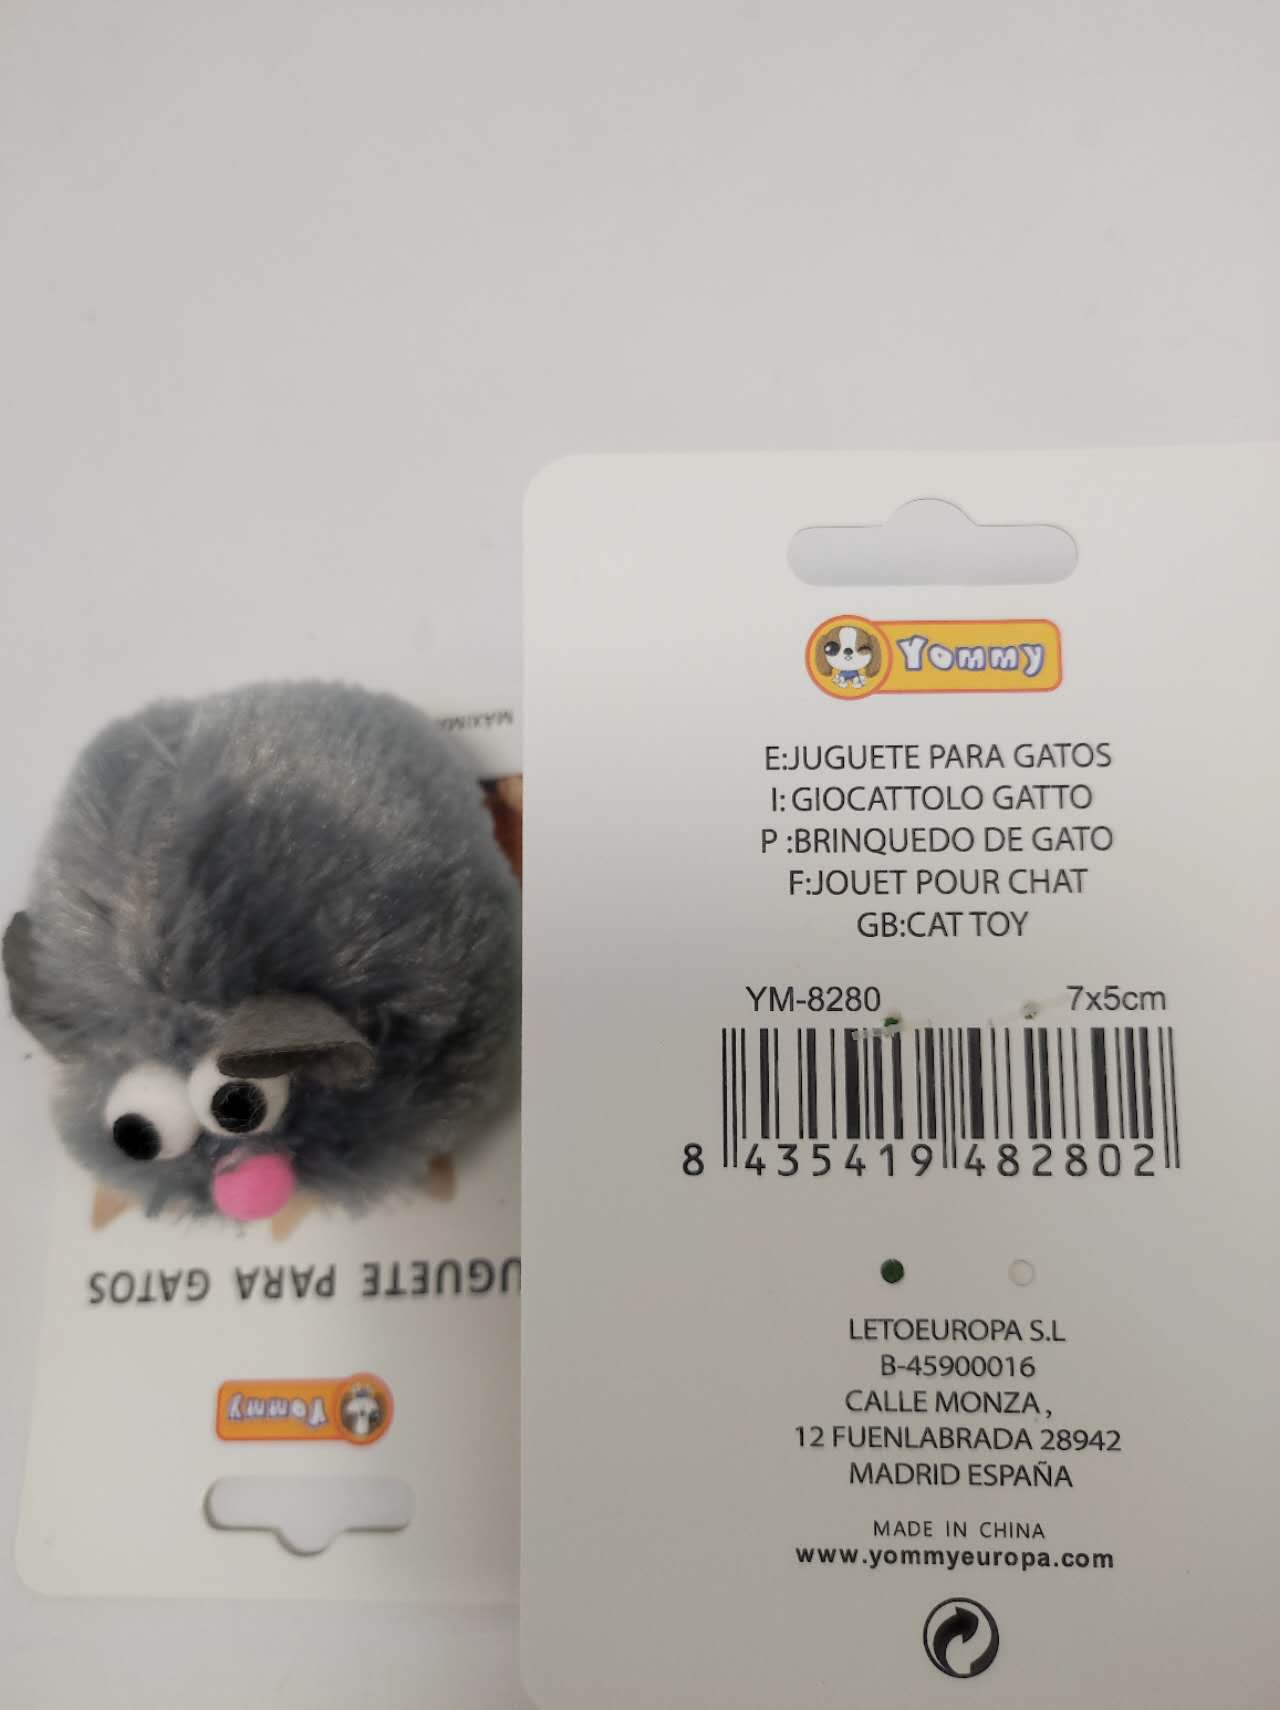 Yommy
E:JUGUETE PARA GATOS
I: GIOCATTOLO GATTO
P :BRINQUEDO DE GATO
F:JOUET POUR CHAT
GB:CAT TOY
YM-8280 7x5cm
8 435419 482802
LETOEUROPA S.L
B-45900016
CALLE MONZA ,
12 FUENLABRADA 28942
MADRID ESPAÑA
MADE IN CHINA
www.yommyeuropa.com
UGUETE PARA GATOS
Yommy